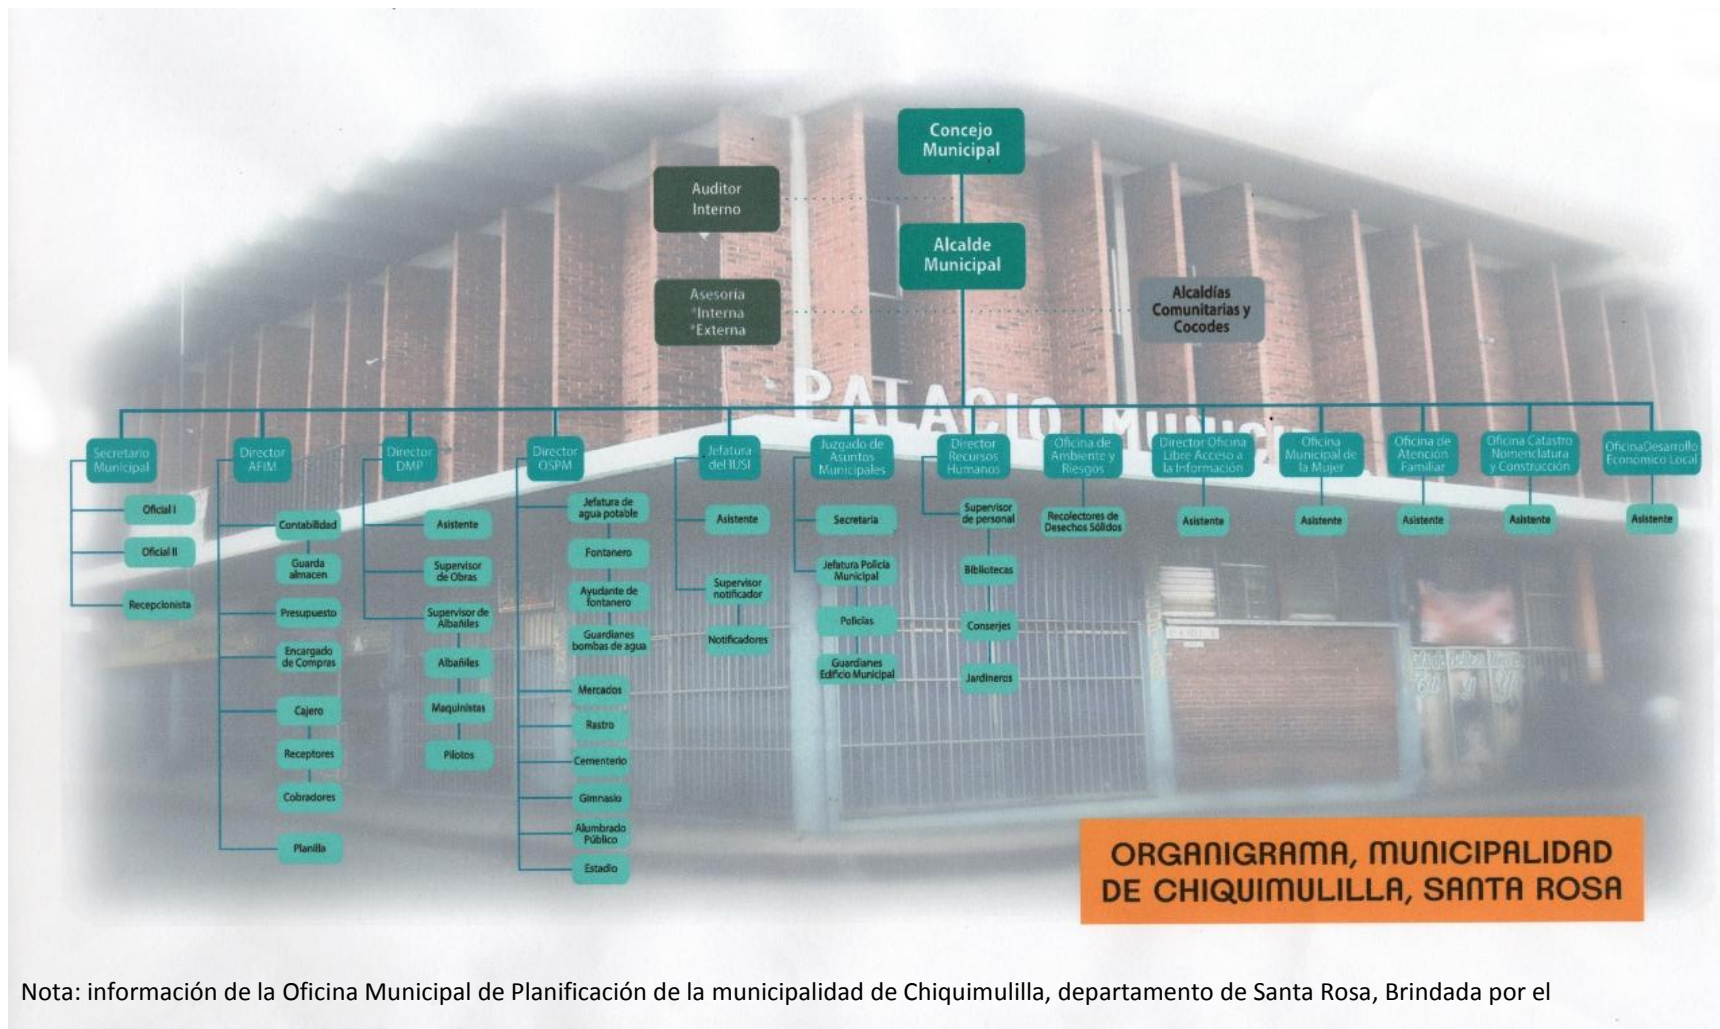 Concejo
Municipal
Auditor
Interno
Alcalde
Municipal
Asesoría
*Interna
*Externa
Alcaldías
Comunitarias y
Cocodes
PALACIO MUNICI
Secretario
Municipal
Director
AFIM
Director
DMP
Director
OSPM
Jefatura
del IUSI
Juzgado de
Asuntos
Municipales
Director
Recursos
Humanos
Oficina de
Ambiente y
Riesgos
Director Oficina
Libre Acceso a
la Información
Oficina
Municipal de
la Mujer
Oficina de
Atención
Familiar
Oficina Catastro
Nomenclatura
y Construcción
OficinaDesarrollo
Economico Local
Oficial I
Oficial II
Recepcionista
Contabilidad
Guarda
almacen
Presupuesto
Encargado
de Compras
Cajero
Receptores
Cobradores
Planilla
Asistente
Supervisor
de Obras
Supervisor de
Albañiles
Albañiles
Maquinistas
Pilotos
Jefatura de
agua potable
Fontanero
Ayudante de
fontanero
Guardianes
bombas de agua
Mercados
Rastro
Cementerio
Gimnasio
Alumbrado
Público
Estadio
Asistente
Supervisor
notificador
Notificadores
Secretaria
Jefatura Policía
Municipal
Policías
Guardianes
Edificio Municipal
Supervisor
de personal
Bibliotecas
Conserjes
Jardineros
Recolectores de
Desechos Sólidos
Asistente
Asistente
Asistente
Asistente
Asistente
ORGANIGRAMA, MUNICIPALIDAD
DE CHIQUIMULILLA, SANTA ROSA
Nota: información de la Oficina Municipal de Planificación de la municipalidad de Chiquimulilla, departamento de Santa Rosa, Brindada por el